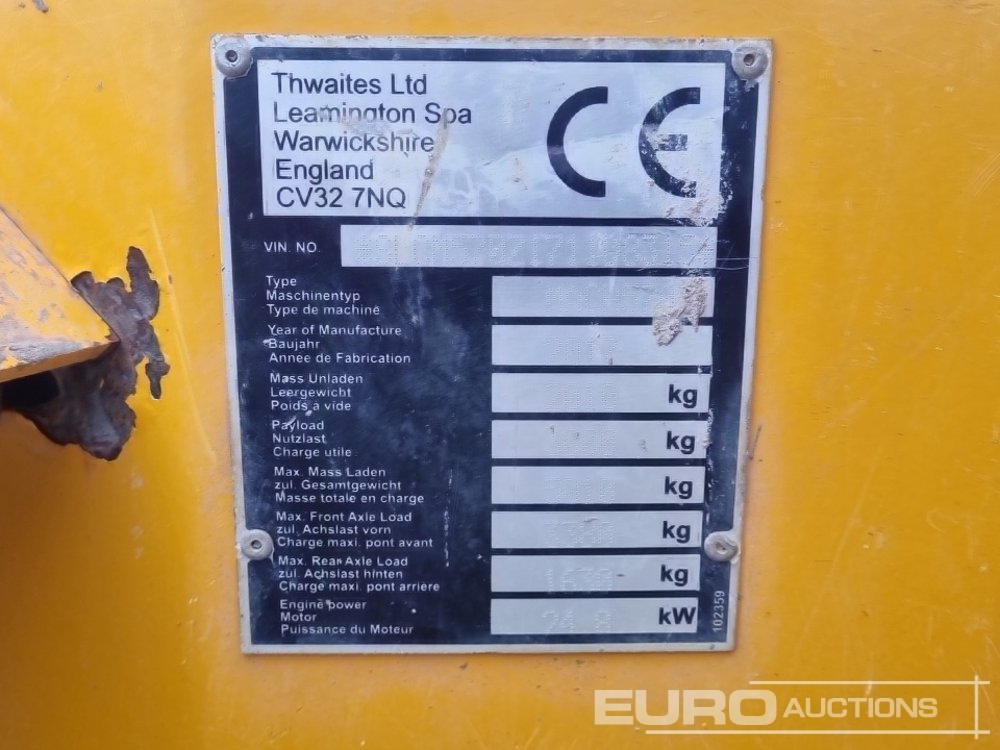 Thwaites Ltd
Leamington Spa
Warwickshire
England
CV32 7NQ
CE
VIN. NO.
Type
Maschinentyp
Type de machine
Year of Manufacture
Baujahr
Annee de Fabrication
Mass Unladen
Leergewicht
Poids à vide
kg
Payload
Nutzlast
Charge utile
kg
Max. Mass Laden
zul. Gesamtgewicht
Masse totale en charge
kg
Max. Front Axle Load
zul. Achslast vorn
Charge maxi. pont avant
kg
Max. Rear Axle Load
zul. Achslast hinten
Charge maxi. pont arrière
kg
Engine power
Motor
Puissance du Moteur
kW
102359
EURO AUCTIONS